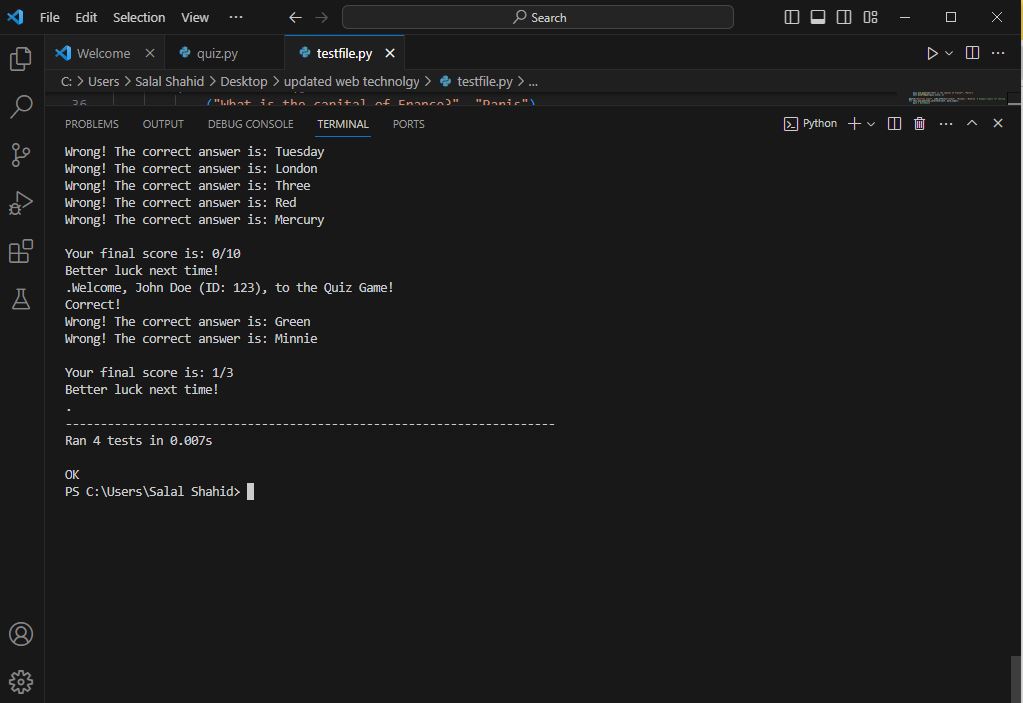 File Edit Selection View ··· Search
Welcome quiz.py testfile.py
C: > Users > Salal Shahid > Desktop > updated web technolgy > testfile.py > ...
36 ("What is the capital of France?", "Paris")
PROBLEMS OUTPUT DEBUG CONSOLE TERMINAL PORTS Python
Wrong! The correct answer is: Tuesday
Wrong! The correct answer is: London
Wrong! The correct answer is: Three
Wrong! The correct answer is: Red
Wrong! The correct answer is: Mercury
Your final score is: 0/10
Better luck next time!
.Welcome, John Doe (ID: 123), to the Quiz Game!
Correct!
Wrong! The correct answer is: Green
Wrong! The correct answer is: Minnie
Your final score is: 1/3
Better luck next time!
.
----------------------------------------------------------------------
Ran 4 tests in 0.007s
OK
PS C:\Users\Salal Shahid>